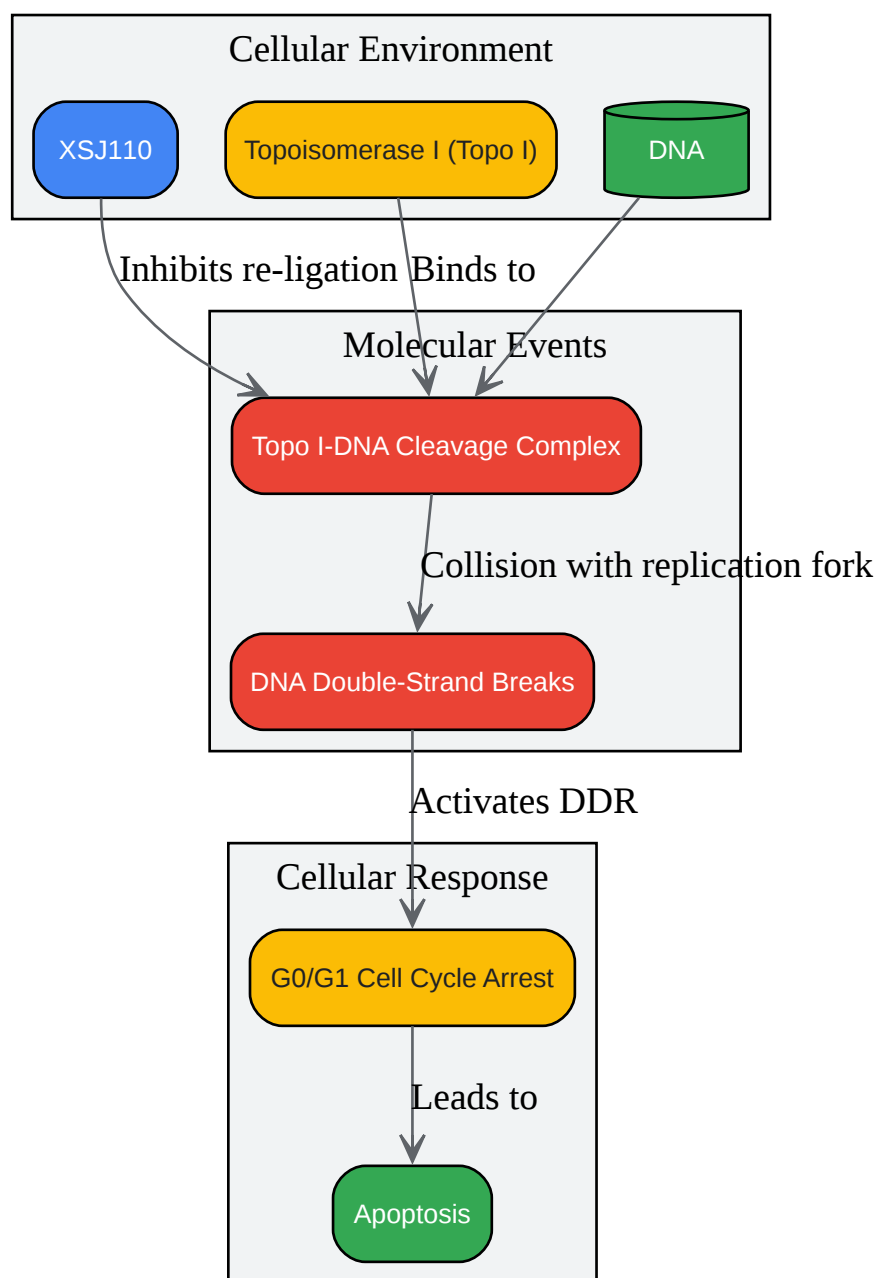 Cellular Environment
XSJ110
Topoisomerase I (Topo I)
DNA
Inhibits re-ligation
Binds to
Molecular Events
Topo I-DNA Cleavage Complex
Collision with replication fork
DNA Double-Strand Breaks
Activates DDR
Cellular Response
G0/G1 Cell Cycle Arrest
Leads to
Apoptosis